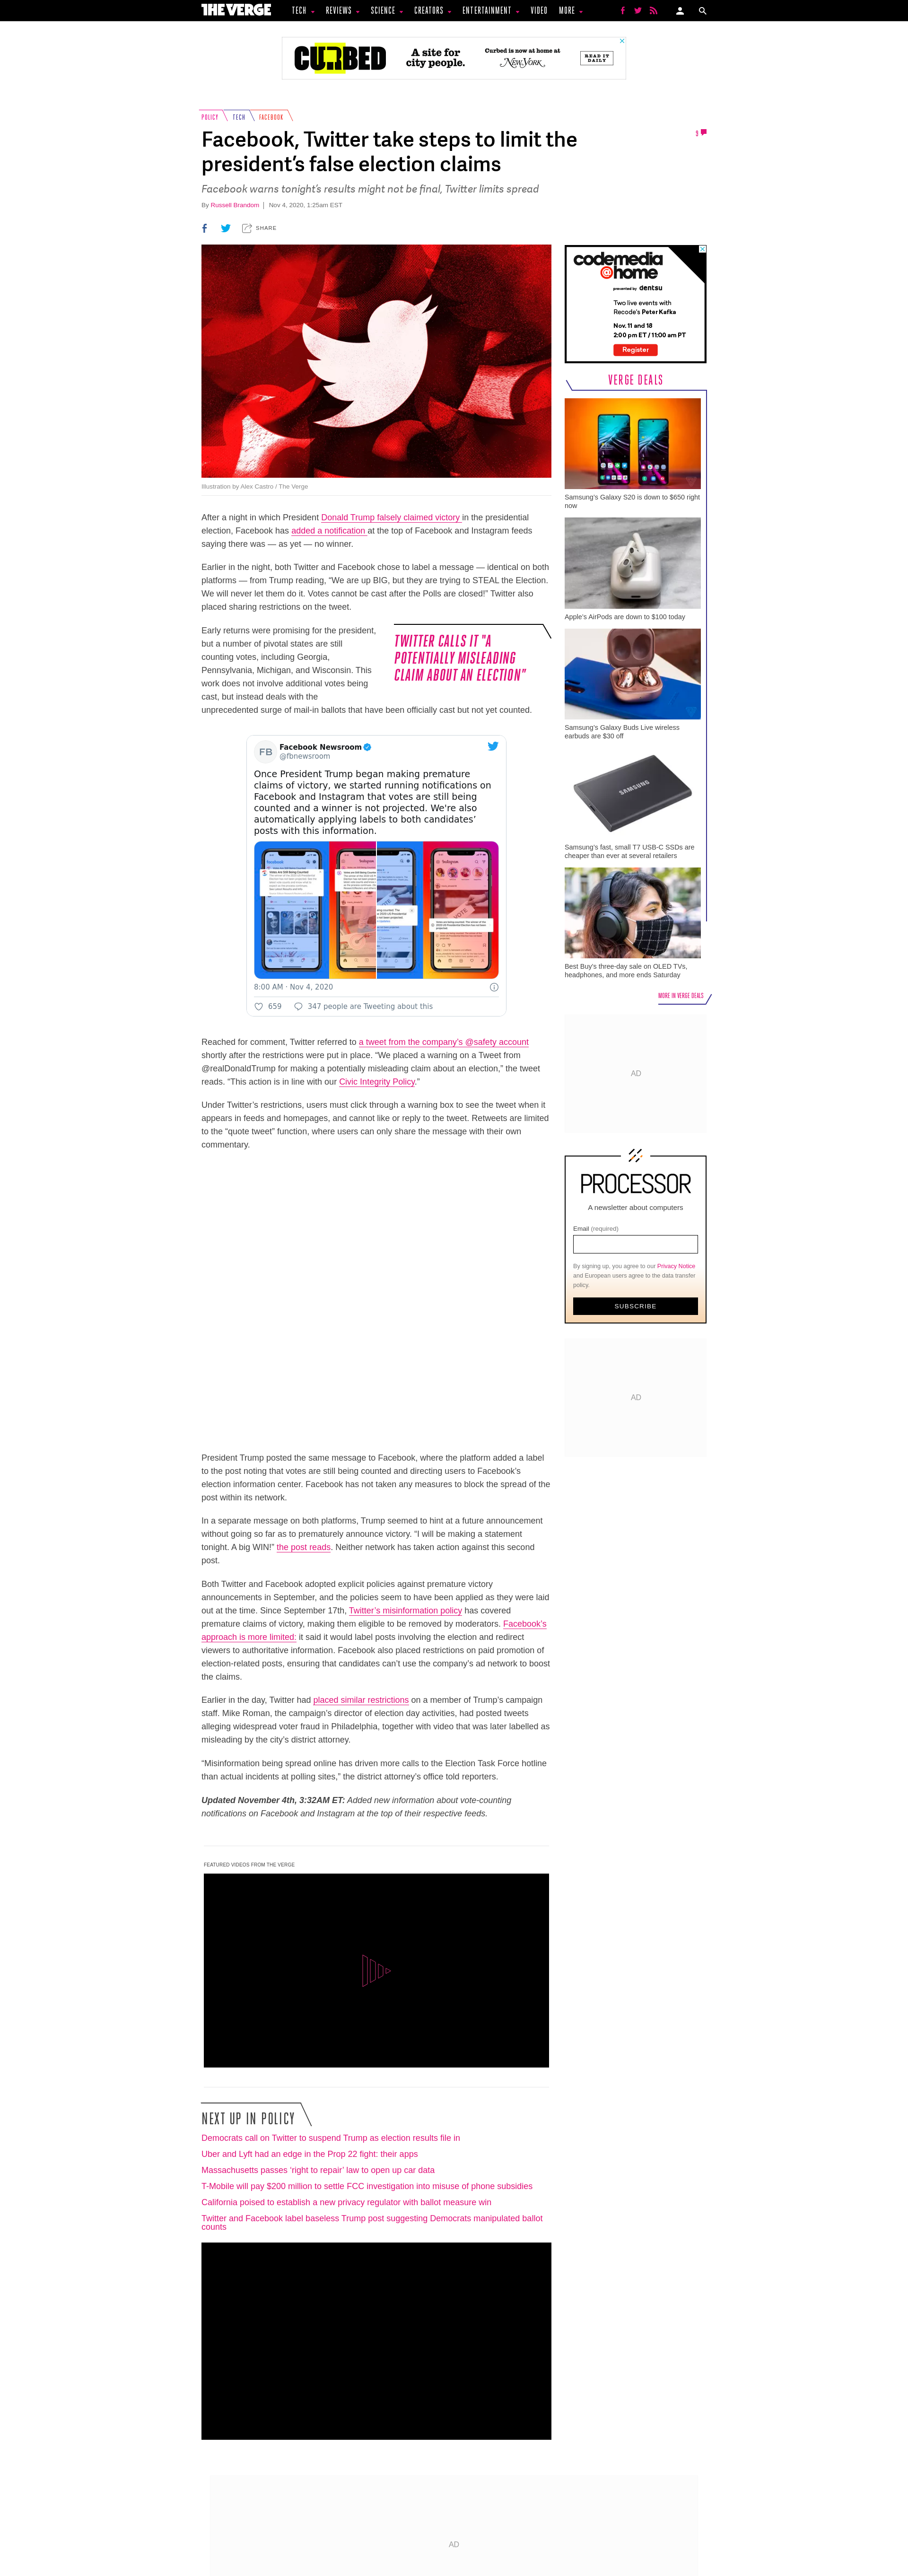 THE VERGE
TECH
REVIEWS
SCIENCE
CREATORS
ENTERTAINMENT
VIDEO
MORE
CURBED
A site for
city people.
Curbed is now at home at
New York
READ IT
DAILY
POLICY
TECH
FACEBOOK
Facebook, Twitter take steps to limit the
president’s false election claims
9
Facebook warns tonight’s results might not be final, Twitter limits spread
By Russell Brandom | Nov 4, 2020, 1:25am EST
SHARE
Illustration by Alex Castro / The Verge
After a night in which President Donald Trump falsely claimed victory in the presidential
election, Facebook has added a notification at the top of Facebook and Instagram feeds
saying there was — as yet — no winner.
Earlier in the night, both Twitter and Facebook chose to label a message — identical on both
platforms — from Trump reading, “We are up BIG, but they are trying to STEAL the Election.
We will never let them do it. Votes cannot be cast after the Polls are closed!” Twitter also
placed sharing restrictions on the tweet.
Early returns were promising for the president,
but a number of pivotal states are still
counting votes, including Georgia,
Pennsylvania, Michigan, and Wisconsin. This
work does not involve additional votes being
cast, but instead deals with the
unprecedented surge of mail-in ballots that have been officially cast but not yet counted.
TWITTER CALLS IT "A
POTENTIALLY MISLEADING
CLAIM ABOUT AN ELECTION”
FB
Facebook Newsroom
@fbnewsroom
Once President Trump began making premature
claims of victory, we started running notifications on
Facebook and Instagram that votes are still being
counted and a winner is not projected. We're also
automatically applying labels to both candidates’
posts with this information.
8:00 AM · Nov 4, 2020
659
347 people are Tweeting about this
Reached for comment, Twitter referred to a tweet from the company’s @safety account
shortly after the restrictions were put in place. “We placed a warning on a Tweet from
@realDonaldTrump for making a potentially misleading claim about an election,” the tweet
reads. “This action is in line with our Civic Integrity Policy.”
Under Twitter’s restrictions, users must click through a warning box to see the tweet when it
appears in feeds and homepages, and cannot like or reply to the tweet. Retweets are limited
to the “quote tweet” function, where users can only share the message with their own
commentary.
President Trump posted the same message to Facebook, where the platform added a label
to the post noting that votes are still being counted and directing users to Facebook’s
election information center. Facebook has not taken any measures to block the spread of the
post within its network.
In a separate message on both platforms, Trump seemed to hint at a future announcement
without going so far as to prematurely announce victory. “I will be making a statement
tonight. A big WIN!” the post reads. Neither network has taken action against this second
post.
Both Twitter and Facebook adopted explicit policies against premature victory
announcements in September, and the policies seem to have been applied as they were laid
out at the time. Since September 17th, Twitter’s misinformation policy has covered
premature claims of victory, making them eligible to be removed by moderators. Facebook’s
approach is more limited: it said it would label posts involving the election and redirect
viewers to authoritative information. Facebook also placed restrictions on paid promotion of
election-related posts, ensuring that candidates can’t use the company’s ad network to boost
the claims.
Earlier in the day, Twitter had placed similar restrictions on a member of Trump’s campaign
staff. Mike Roman, the campaign’s director of election day activities, had posted tweets
alleging widespread voter fraud in Philadelphia, together with video that was later labelled as
misleading by the city’s district attorney.
“Misinformation being spread online has driven more calls to the Election Task Force hotline
than actual incidents at polling sites,” the district attorney’s office told reporters.
Updated November 4th, 3:32AM ET: Added new information about vote-counting
notifications on Facebook and Instagram at the top of their respective feeds.
FEATURED VIDEOS FROM THE VERGE
NEXT UP IN POLICY
Democrats call on Twitter to suspend Trump as election results file in
Uber and Lyft had an edge in the Prop 22 fight: their apps
Massachusetts passes ‘right to repair’ law to open up car data
T-Mobile will pay $200 million to settle FCC investigation into misuse of phone subsidies
California poised to establish a new privacy regulator with ballot measure win
Twitter and Facebook label baseless Trump post suggesting Democrats manipulated ballot
counts
codemedia
@home
presented by dentsu
Two live events with
Recode's Peter Kafka
Nov. 11 and 18
2:00 pm ET / 11:00 am PT
Register
VERGE DEALS
Samsung’s Galaxy S20 is down to $650 right
now
Apple’s AirPods are down to $100 today
Samsung’s Galaxy Buds Live wireless
earbuds are $30 off
SAMSUNG
Samsung’s fast, small T7 USB-C SSDs are
cheaper than ever at several retailers
Best Buy’s three-day sale on OLED TVs,
headphones, and more ends Saturday
MORE IN VERGE DEALS
AD
PROCESSOR
A newsletter about computers
Email (required)
By signing up, you agree to our Privacy Notice
and European users agree to the data transfer
policy.
SUBSCRIBE
AD
AD